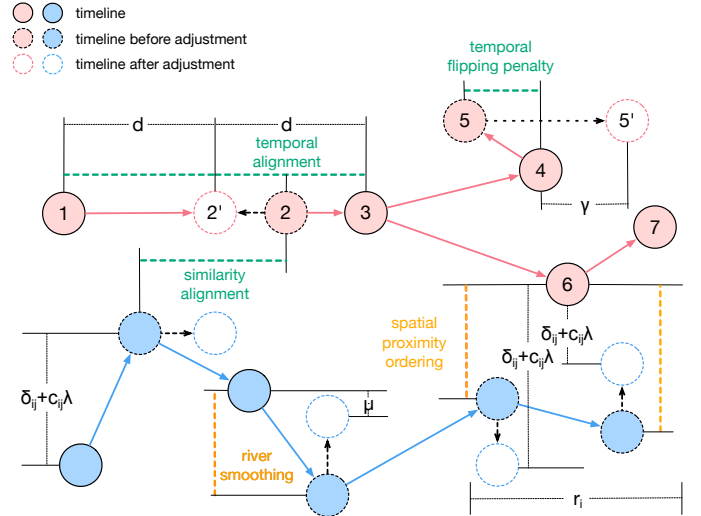 timeline
timeline before adjustment
timeline after adjustment
temporal
flipping penalty
d
d
5
5'
temporal
alignment
4
1
2'
2
3
γ
7
similarity
alignment
6
spatial
proximity
ordering
δij+cijλ
δij+cijλ
δij+cijλ
μ
river
smoothing
ri